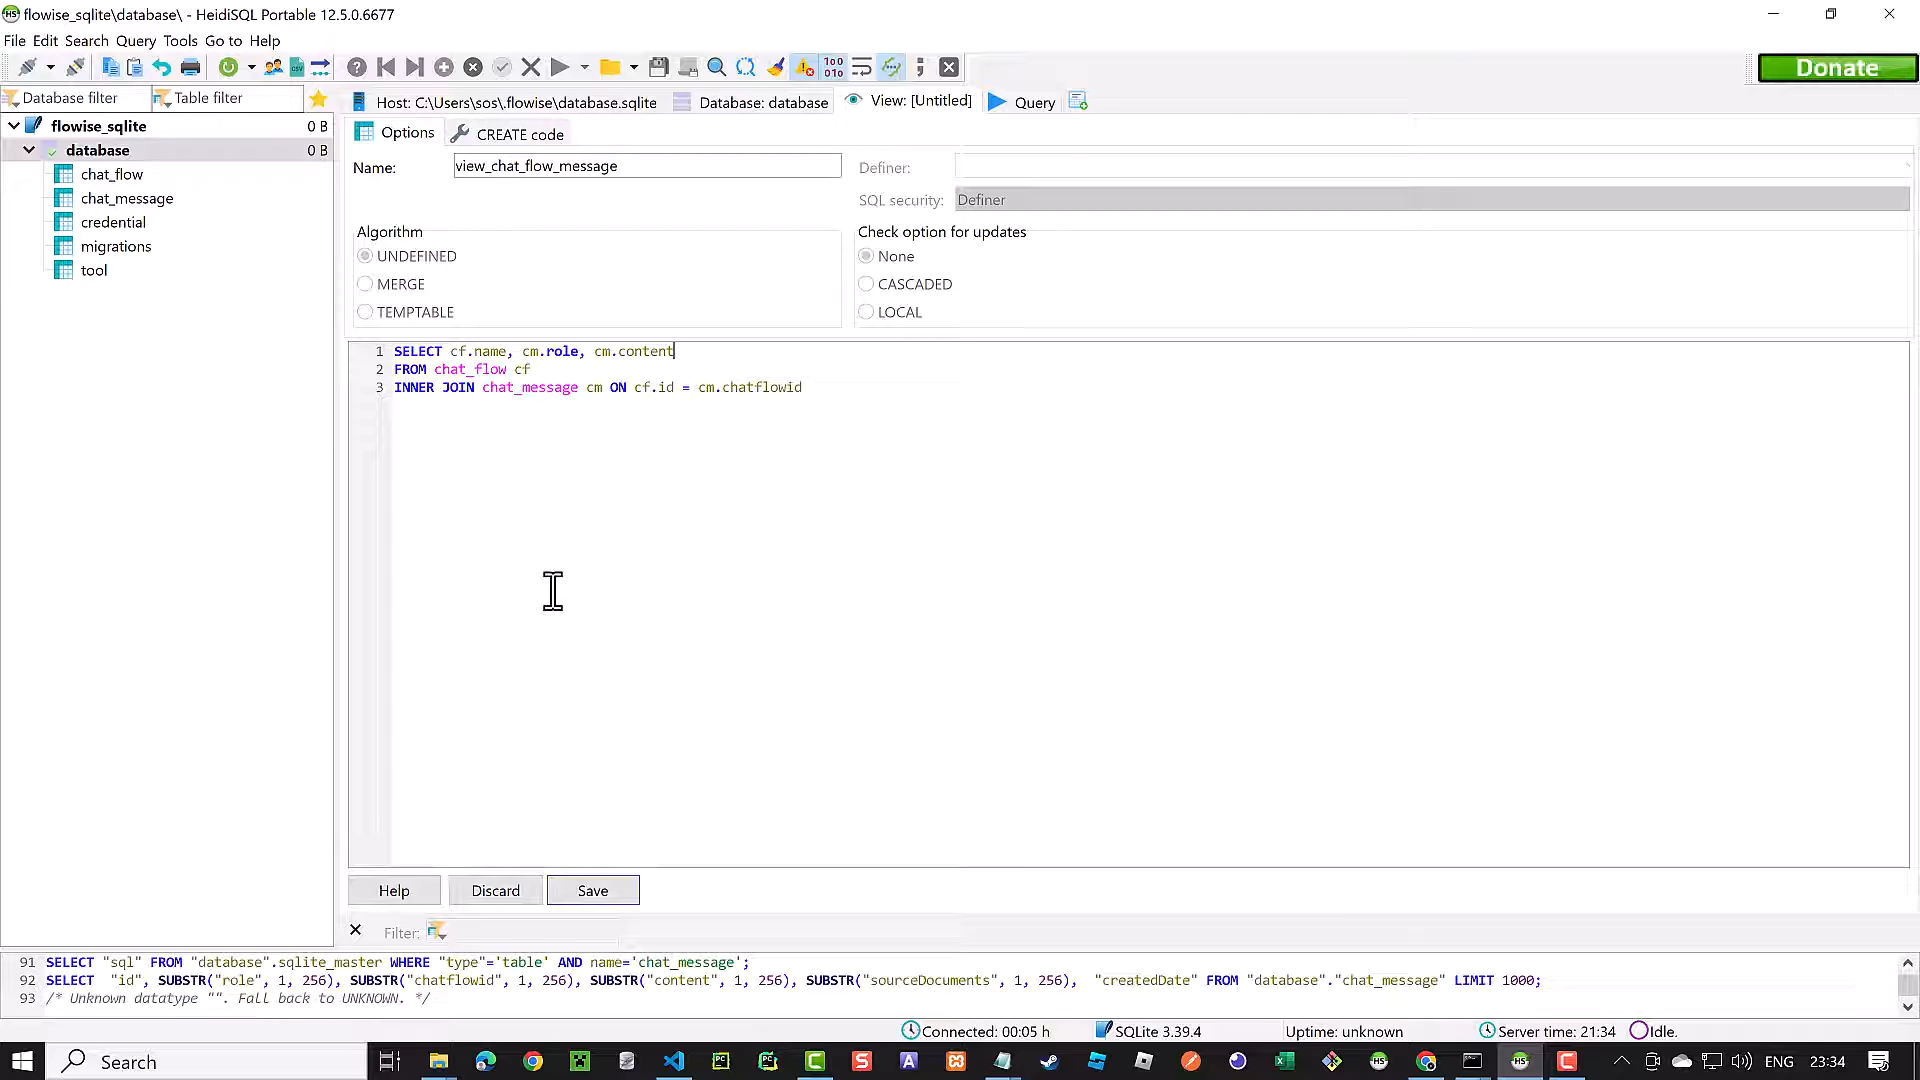 flowise_sqlite\database\ - HeidiSQL Portable 12.5.0.6677
File Edit Search Query Tools Go to Help
Donate
Database filter
Table filter
Host: C:\Users\sos\.flowise\database.sqlite
Database: database
View: [Untitled]
Query
flowise_sqlite 0 B
database 0 B
chat_flow
chat_message
credential
migrations
tool
Options
CREATE code
Name: view_chat_flow_message
Definer:
SQL security: Definer
Algorithm
UNDEFINED
MERGE
TEMPTABLE
Check option for updates
None
CASCADED
LOCAL
1 SELECT cf.name, cm.role, cm.content
2 FROM chat_flow cf
3 INNER JOIN chat_message cm ON cf.id = cm.chatflowid
Help
Discard
Save
Filter:
91 SELECT "sql" FROM "database".sqlite_master WHERE "type"='table' AND name='chat_message';
92 SELECT "id", SUBSTR("role", 1, 256), SUBSTR("chatflowid", 1, 256), SUBSTR("content", 1, 256), SUBSTR("sourceDocuments", 1, 256), "createdDate" FROM "database"."chat_message" LIMIT 1000;
93 /* Unknown datatype "". Fall back to UNKNOWN. */
Connected: 00:05 h
SQLite 3.39.4
Uptime: unknown
Server time: 21:34
Idle.
Search
ENG
23:34